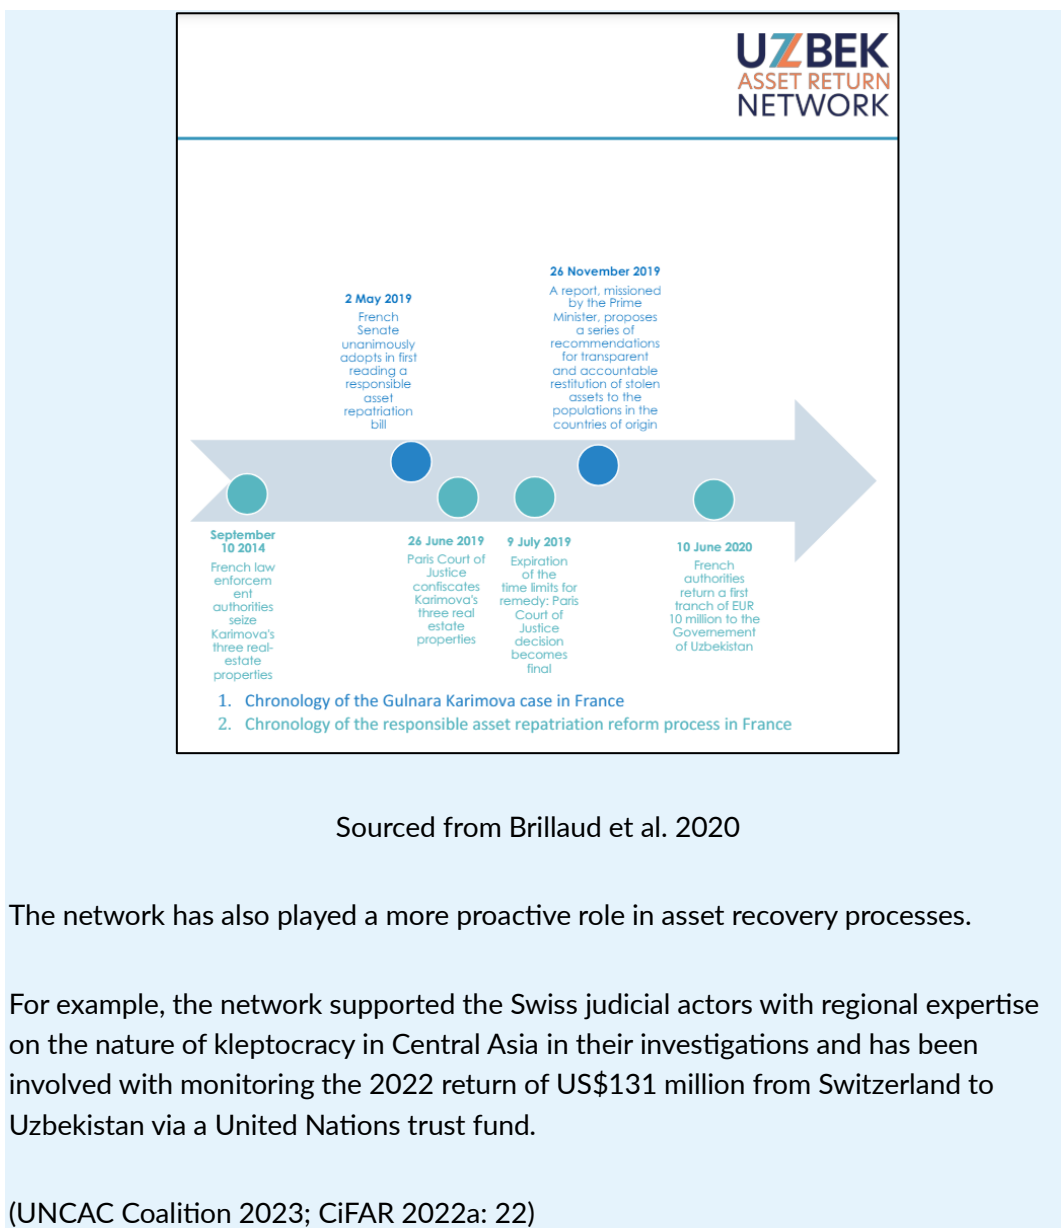 UZBEK
ASSET RETURN
NETWORK
2 May 2019
French
Senate
unanimously
adopts in first
reading a
responsible
asset
repatriation
bill
26 November 2019
A report, missioned
by the Prime
Minister, proposes
a series of
recommendations
for transparent
and accountable
restitution of stolen
assets to the
populations in the
countries of origin
September
10 2014
French law
enforcem
ent
authorities
seize
Karimova's
three real-
estate
properties
26 June 2019
Paris Court of
Justice
confiscates
Karimova's
three real
estate
properties
9 July 2019
Expiration
of the
time limits for
remedy: Paris
Court of
Justice
decision
becomes
final
10 June 2020
French
authorities
return a first
tranch of EUR
10 million to the
Governement
of Uzbekistan
1. Chronology of the Gulnara Karimova case in France
2. Chronology of the responsible asset repatriation reform process in France
Sourced from Brillaud et al. 2020
The network has also played a more proactive role in asset recovery processes.
For example, the network supported the Swiss judicial actors with regional expertise
on the nature of kleptocracy in Central Asia in their investigations and has been
involved with monitoring the 2022 return of US$131 million from Switzerland to
Uzbekistan via a United Nations trust fund.
(UNCAC Coalition 2023; CiFAR 2022a: 22)